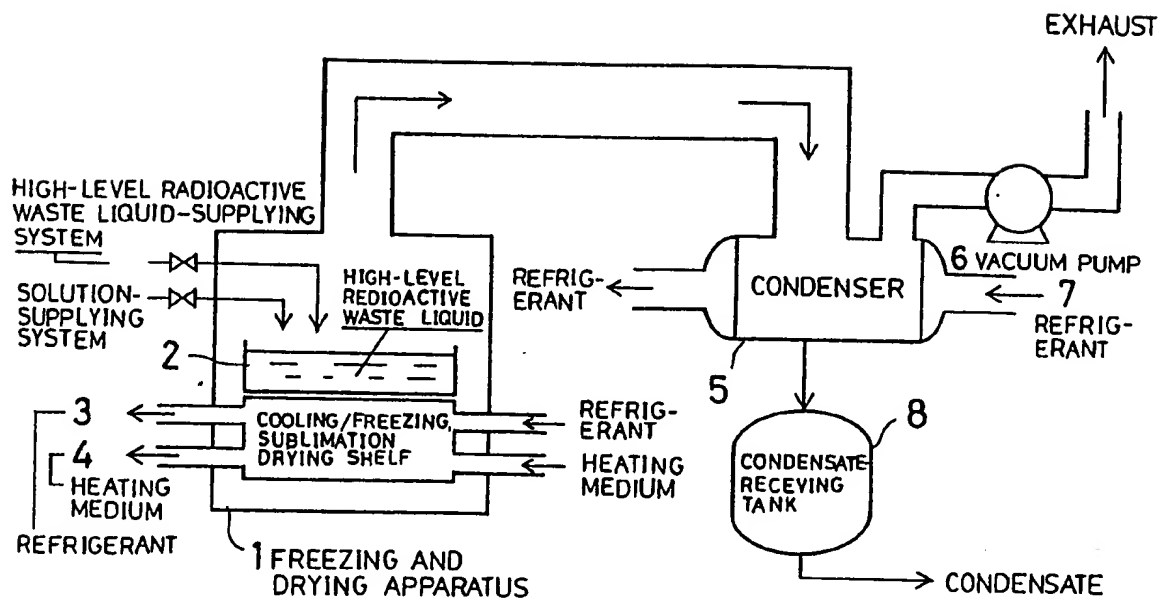 EXHAUST
HIGH-LEVEL RADIOACTIVE
WASTE LIQUID-SUPPLYING
SYSTEM
SOLUTION-
SUPPLYING
SYSTEM
HIGH-LEVEL
REDIOACTIVE
WASTE LIQUID
2
3
4
HEATING
MEDIUM
REFRIGERANT
COOLING/FREEZING,
SUBLIMATION
DRYING SHELF
REFRIG-
ERANT
HEATING
MEDIUM
1 FREEZING AND
DRYING APPARATUS
REFRIG-
ERANT
CONDENSER
5
6 VACUUM PUMP
7
REFRIG-
ERANT
8
CONDENSATE-
RECEVING
TANK
CONDENSATE